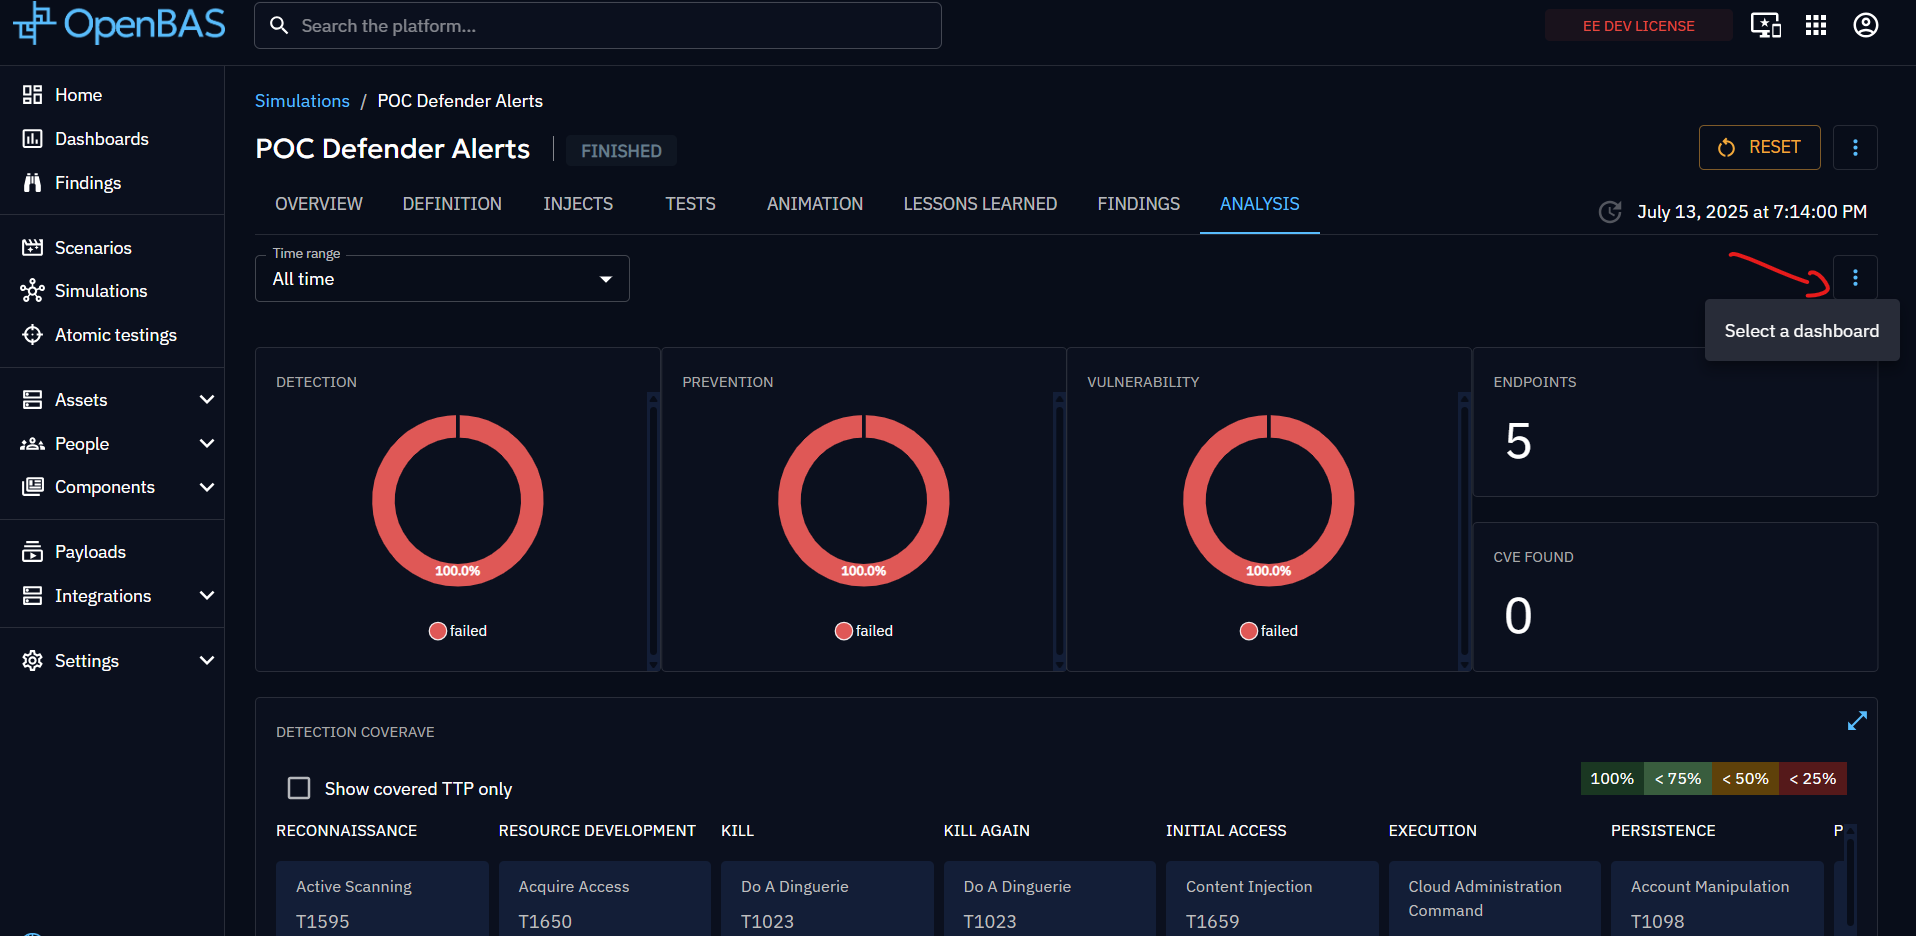 OpenBAS
Search the platform...
EE DEV LICENSE
Home
Dashboards
Findings
Scenarios
Simulations
Atomic testings
Assets
People
Components
Payloads
Integrations
Settings
Simulations / POC Defender Alerts
POC Defender Alerts
FINISHED
RESET
OVERVIEW DEFINITION INJECTS TESTS ANIMATION LESSONS LEARNED FINDINGS ANALYSIS
July 13, 2025 at 7:14:00 PM
Time range
All time
Select a dashboard
DETECTION
100.0%
failed
PREVENTION
100.0%
failed
VULNERABILITY
100.0%
failed
ENDPOINTS
5
CVE FOUND
0
DETECTION COVERAVE
Show covered TTP only
100% < 75% < 50% < 25%
RECONNAISSANCE RESOURCE DEVELOPMENT KILL KILL AGAIN INITIAL ACCESS EXECUTION PERSISTENCE P
Active Scanning
T1595
Acquire Access
T1650
Do A Dinguerie
T1023
Do A Dinguerie
T1023
Content Injection
T1659
Cloud Administration
Command
Account Manipulation
T1098